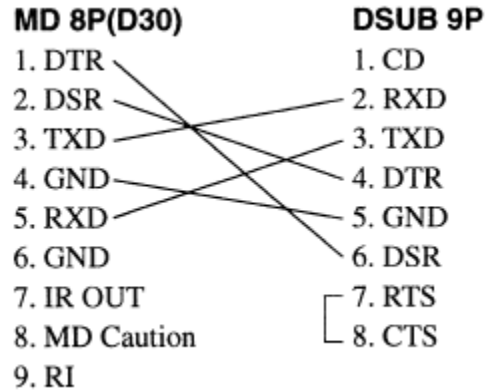 MD 8P(D30) DSUB 9P
1. DTR 1. CD
2. DSR 2. RXD
3. TXD 3. TXD
4. GND 4. DTR
5. RXD 5. GND
6. GND 6. DSR
7. IR OUT 7. RTS
8. MD Caution 8. CTS
9. RI